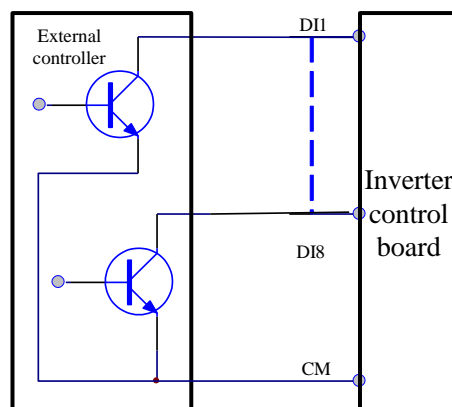 External
controller
DI1
Inverter
control
board
DI8
CM